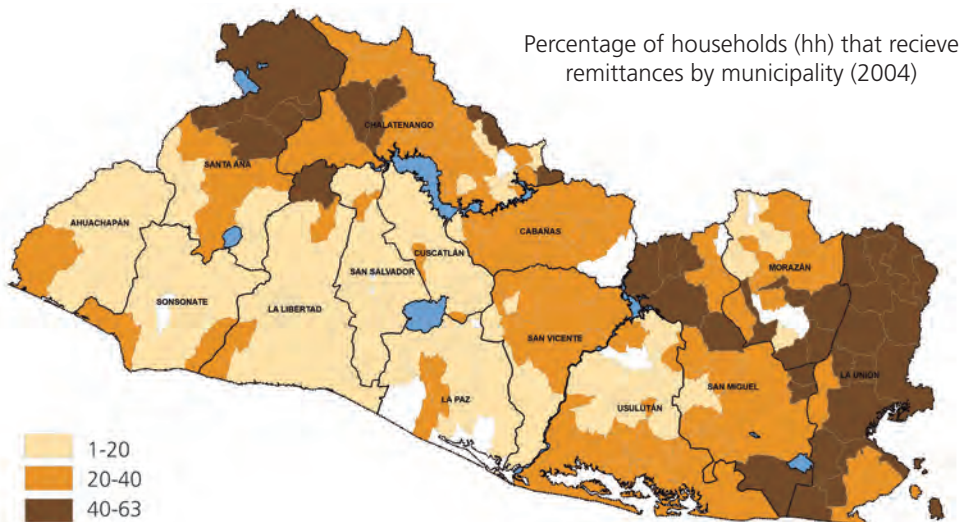 Percentage of households (hh) that recieve
remittances by municipality (2004)
CHALATENANGO
SANTA ANA
AHUACHAPÁN
CABAÑAS
CUSCATLÁN
MORAZÁN
SAN SALVADOR
SONSONATE
LA LIBERTAD
SAN VICENTE
LA UNIÓN
SAN MIGUEL
LA PAZ
USULUTÁN
1-20
20-40
40-63